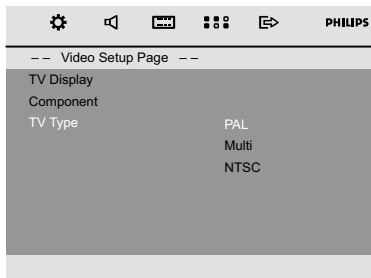 PHILIPS
-- Video Setup Page --
TV Display
Component
TV Type PAL
Multi
NTSC